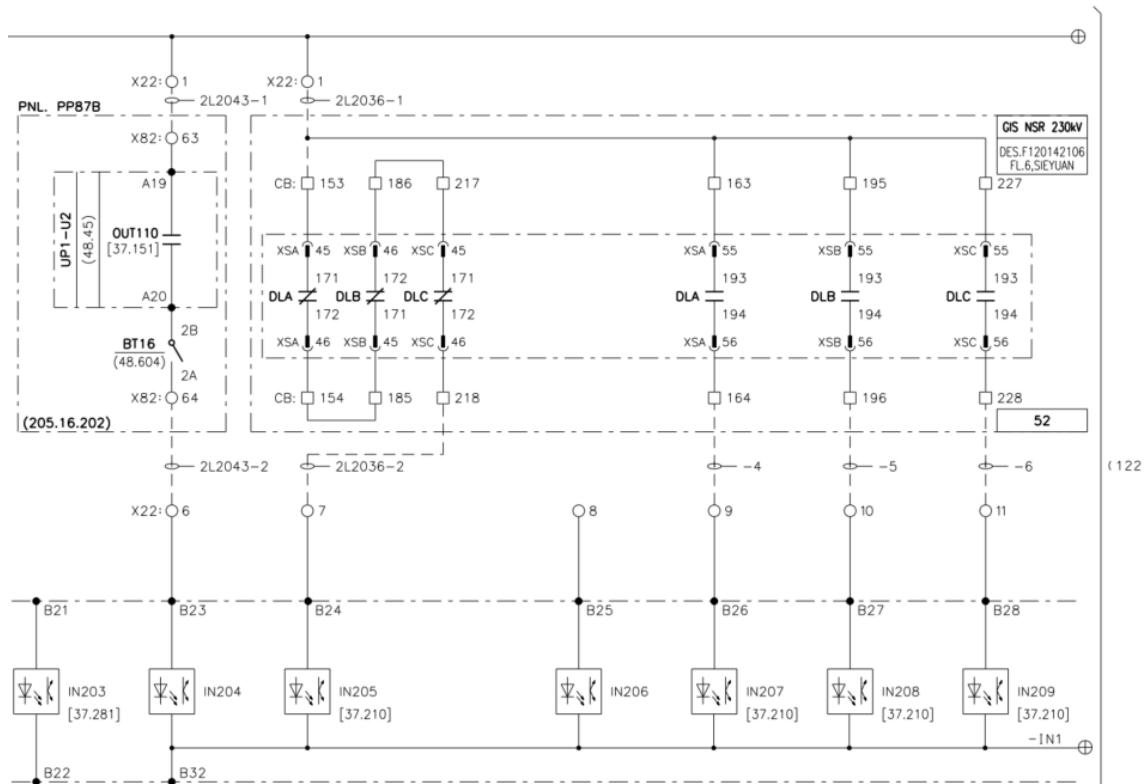 X22: 1
X22: 1
2L2043-1
2L2036-1
PNL. PP87B
X82: 63
GIS NSR 230kV
DES.F120142106
FL.6,SIEYUAN
A19
CB: 153
186
217
163
195
227
UP1-U2
(48.45)
OUT110
[37.151]
XSA 45
XSB 46
XSC 45
XSA 55
XSB 55
XSC 55
171
172
171
193
193
193
DLA
DLB
DLC
DLA
DLB
DLC
172
171
172
194
194
194
A20
2B
BT16
(48.604)
2A
XSA 46
XSB 45
XSC 46
XSA 56
XSB 56
XSC 56
X82: 64
CB: 154
185
218
164
196
228
(205.16.202)
52
2L2043-2
2L2036-2
-4
-5
-6
(122
X22: 6
7
8
9
10
11
B21
B23
B24
B25
B26
B27
B28
IN203
[37.281]
IN204
IN205
[37.210]
IN206
IN207
[37.210]
IN208
[37.210]
IN209
[37.210]
-IN1
B22
B32